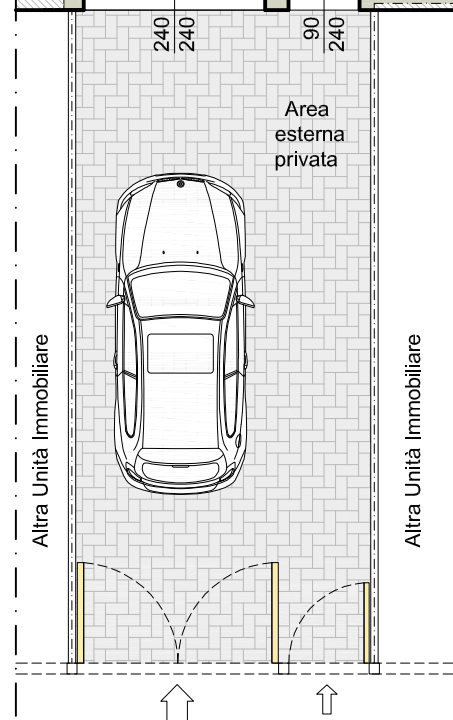 240
240
90
240
Area
esterna
privata
Altra Unità Immobiliare
Altra Unità Immobiliare